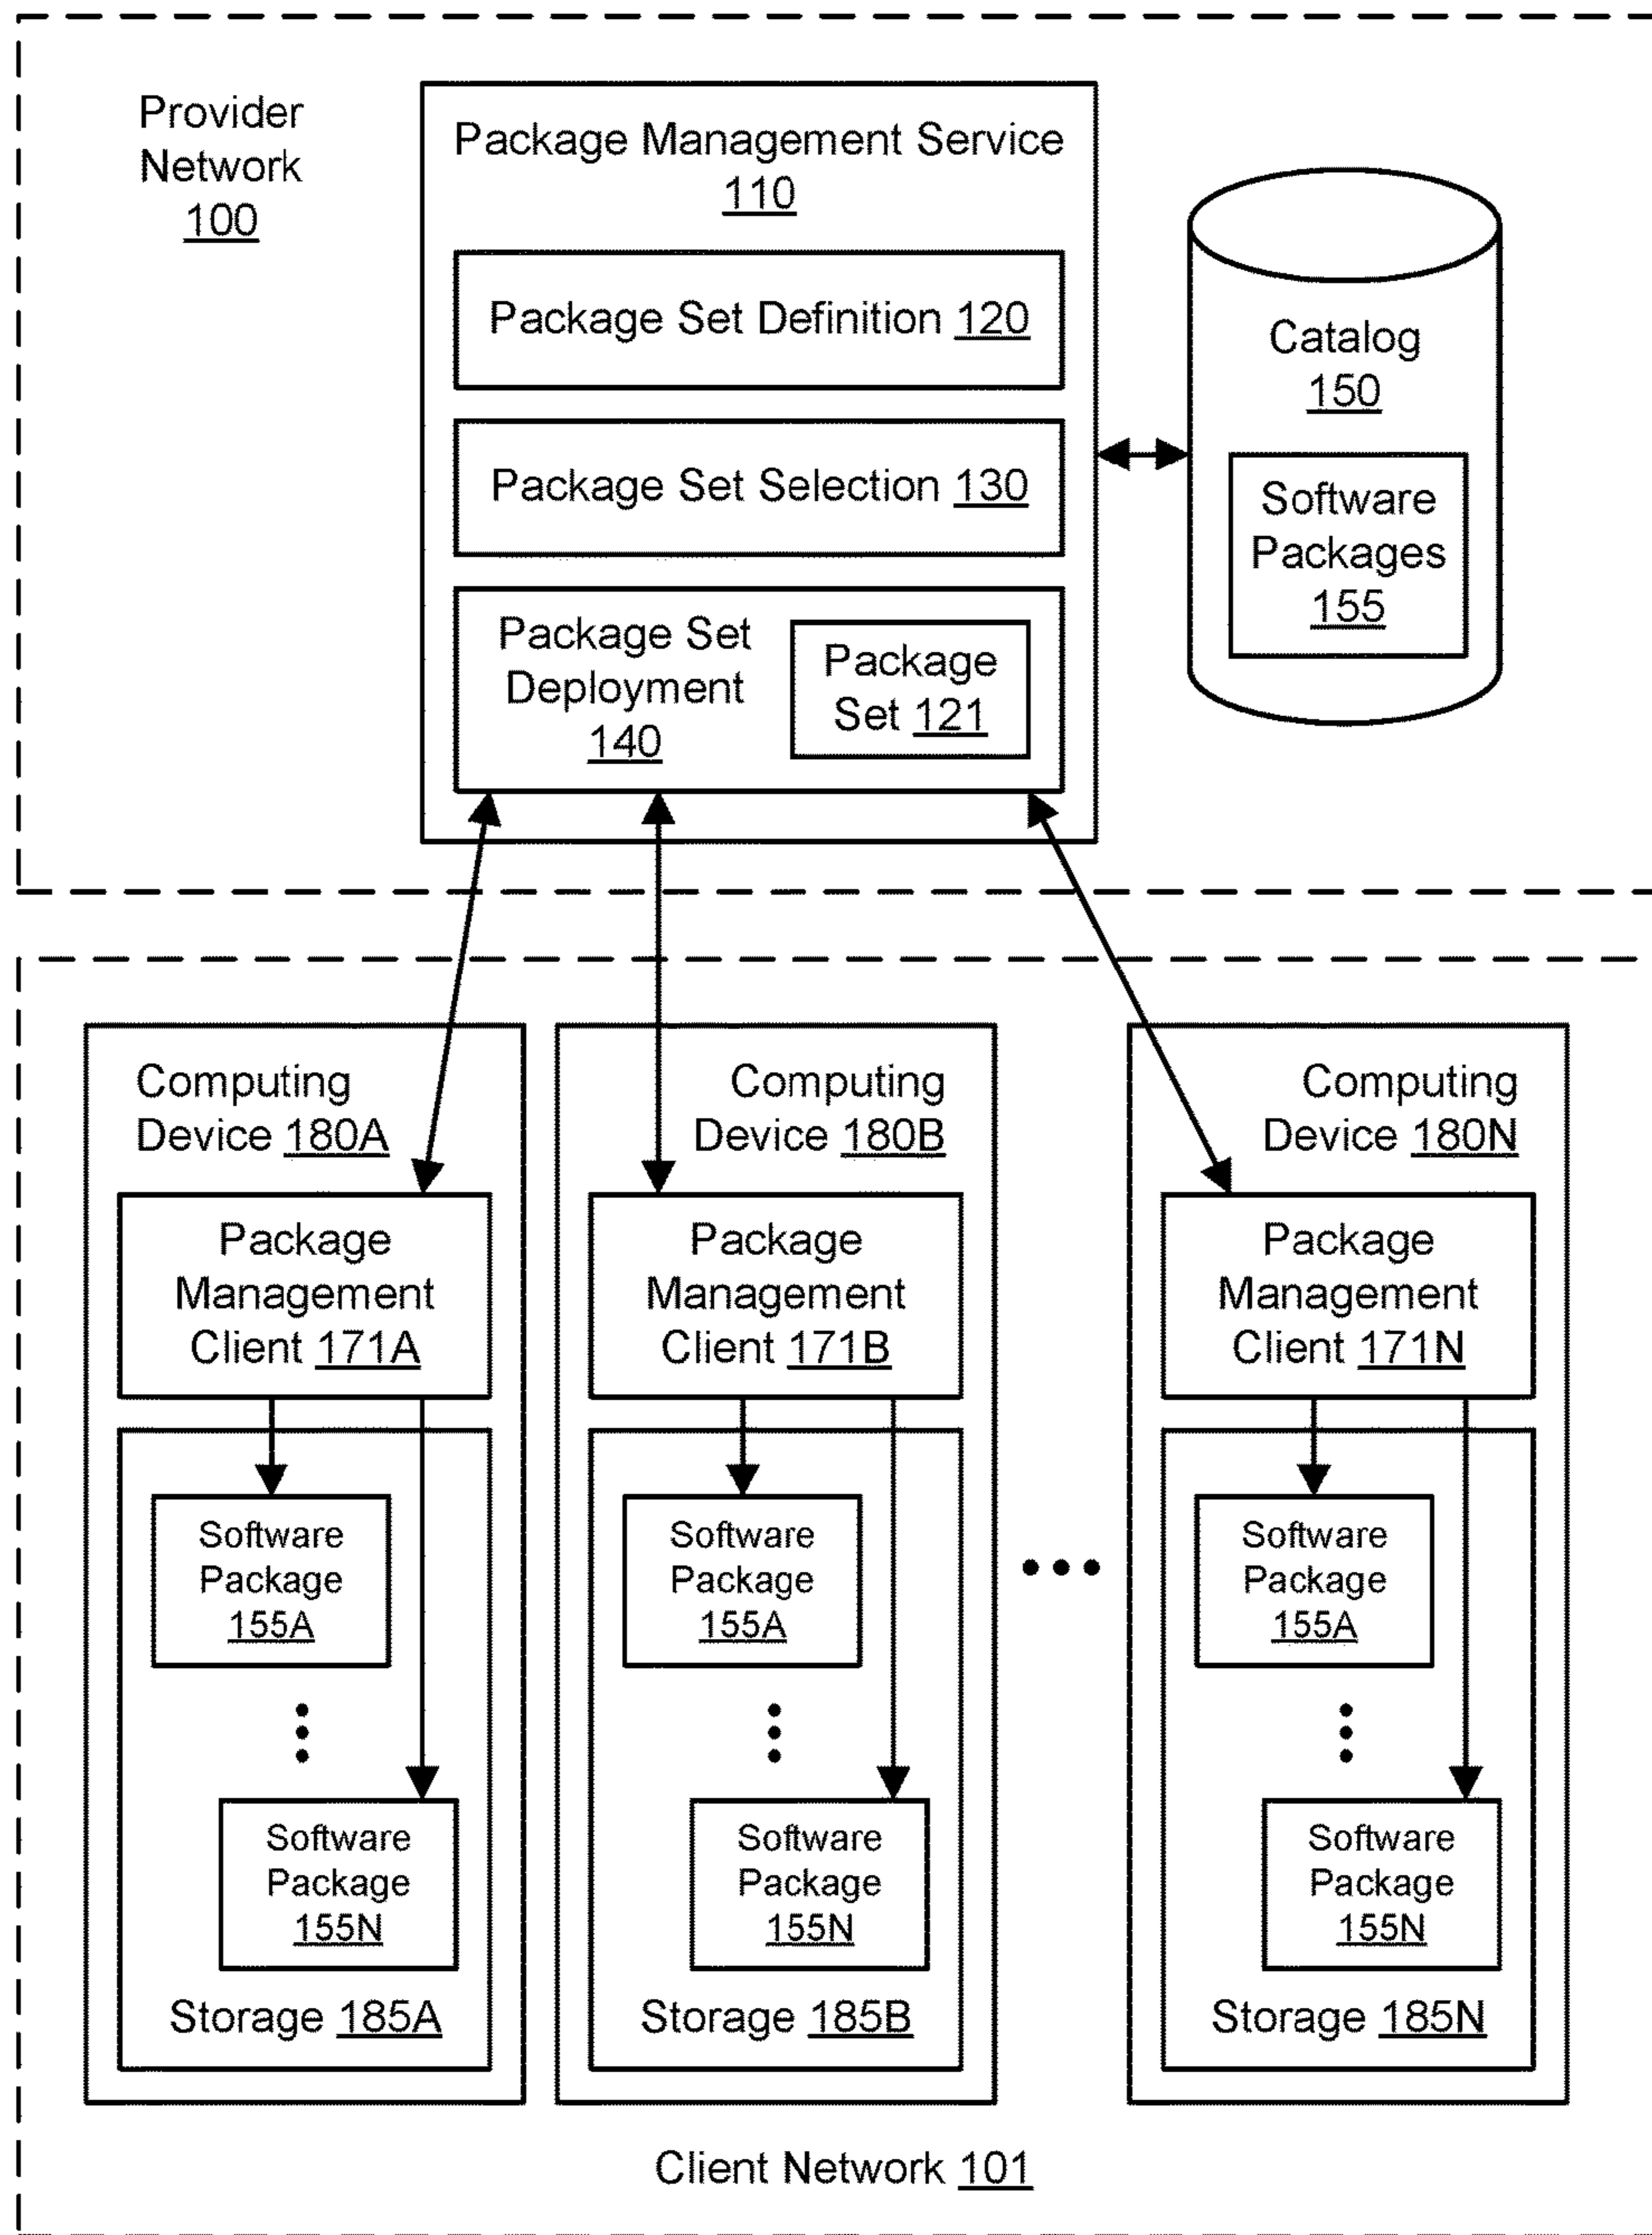 Provider
Network
100
Package Management Service
110
Package Set Definition 120
Package Set Selection 130
Package Set
Deployment
140
Package
Set 121
Catalog
150
Software
Packages
155
Computing
Device 180A
Package
Management
Client 171A
Software
Package
155A
Software
Package
155N
Storage 185A
Computing
Device 180B
Package
Management
Client 171B
Software
Package
155A
Software
Package
155N
Storage 185B
Computing
Device 180N
Package
Management
Client 171N
Software
Package
155A
Software
Package
155N
Storage 185N
Client Network 101